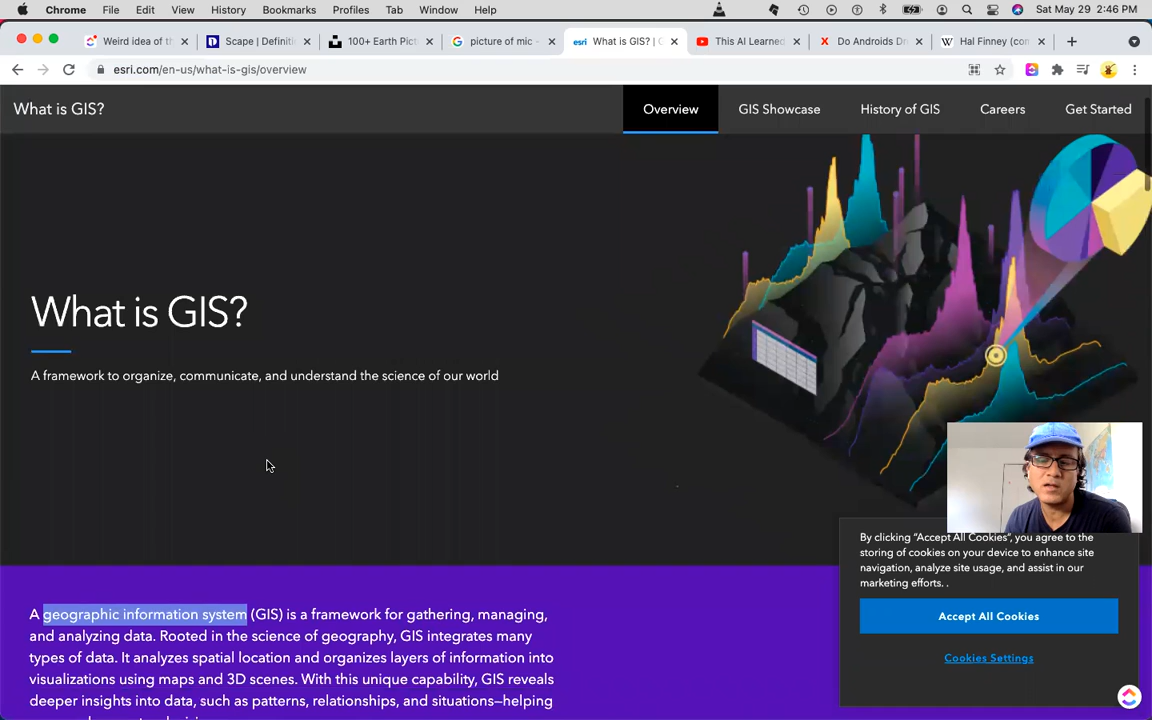 Chrome File Edit View History Bookmarks Profiles Tab Window Help Sat May 29 2:46 PM
Weird idea of th Scape | Definitic 100+ Earth Pict picture of mic - esri What is GIS? | G This AI Learned Do Androids Dr W Hal Finney (con
esri.com/en-us/what-is-gis/overview
What is GIS? Overview GIS Showcase History of GIS Careers Get Started
What is GIS?
A framework to organize, communicate, and understand the science of our world
By clicking “Accept All Cookies”, you agree to the
storing of cookies on your device to enhance site
navigation, analyze site usage, and assist in our
marketing efforts. .
Accept All Cookies
Cookies Settings
A geographic information system (GIS) is a framework for gathering, managing,
and analyzing data. Rooted in the science of geography, GIS integrates many
types of data. It analyzes spatial location and organizes layers of information into
visualizations using maps and 3D scenes. With this unique capability, GIS reveals
deeper insights into data, such as patterns, relationships, and situations—helping